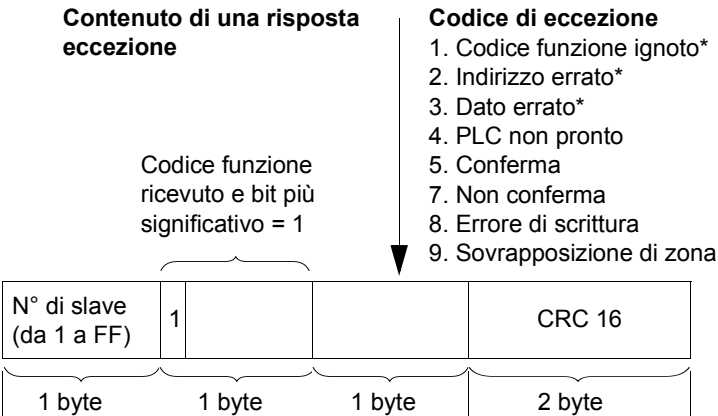 Contenuto di una risposta
eccezione
Codice di eccezione
1. Codice funzione ignoto*
2. Indirizzo errato*
3. Dato errato*
4. PLC non pronto
5. Conferma
7. Non conferma
8. Errore di scrittura
9. Sovrapposizione di zona
Codice funzione
ricevuto e bit più
significativo = 1
N° di slave
(da 1 a FF)
1
CRC 16
1 byte
1 byte
1 byte
2 byte